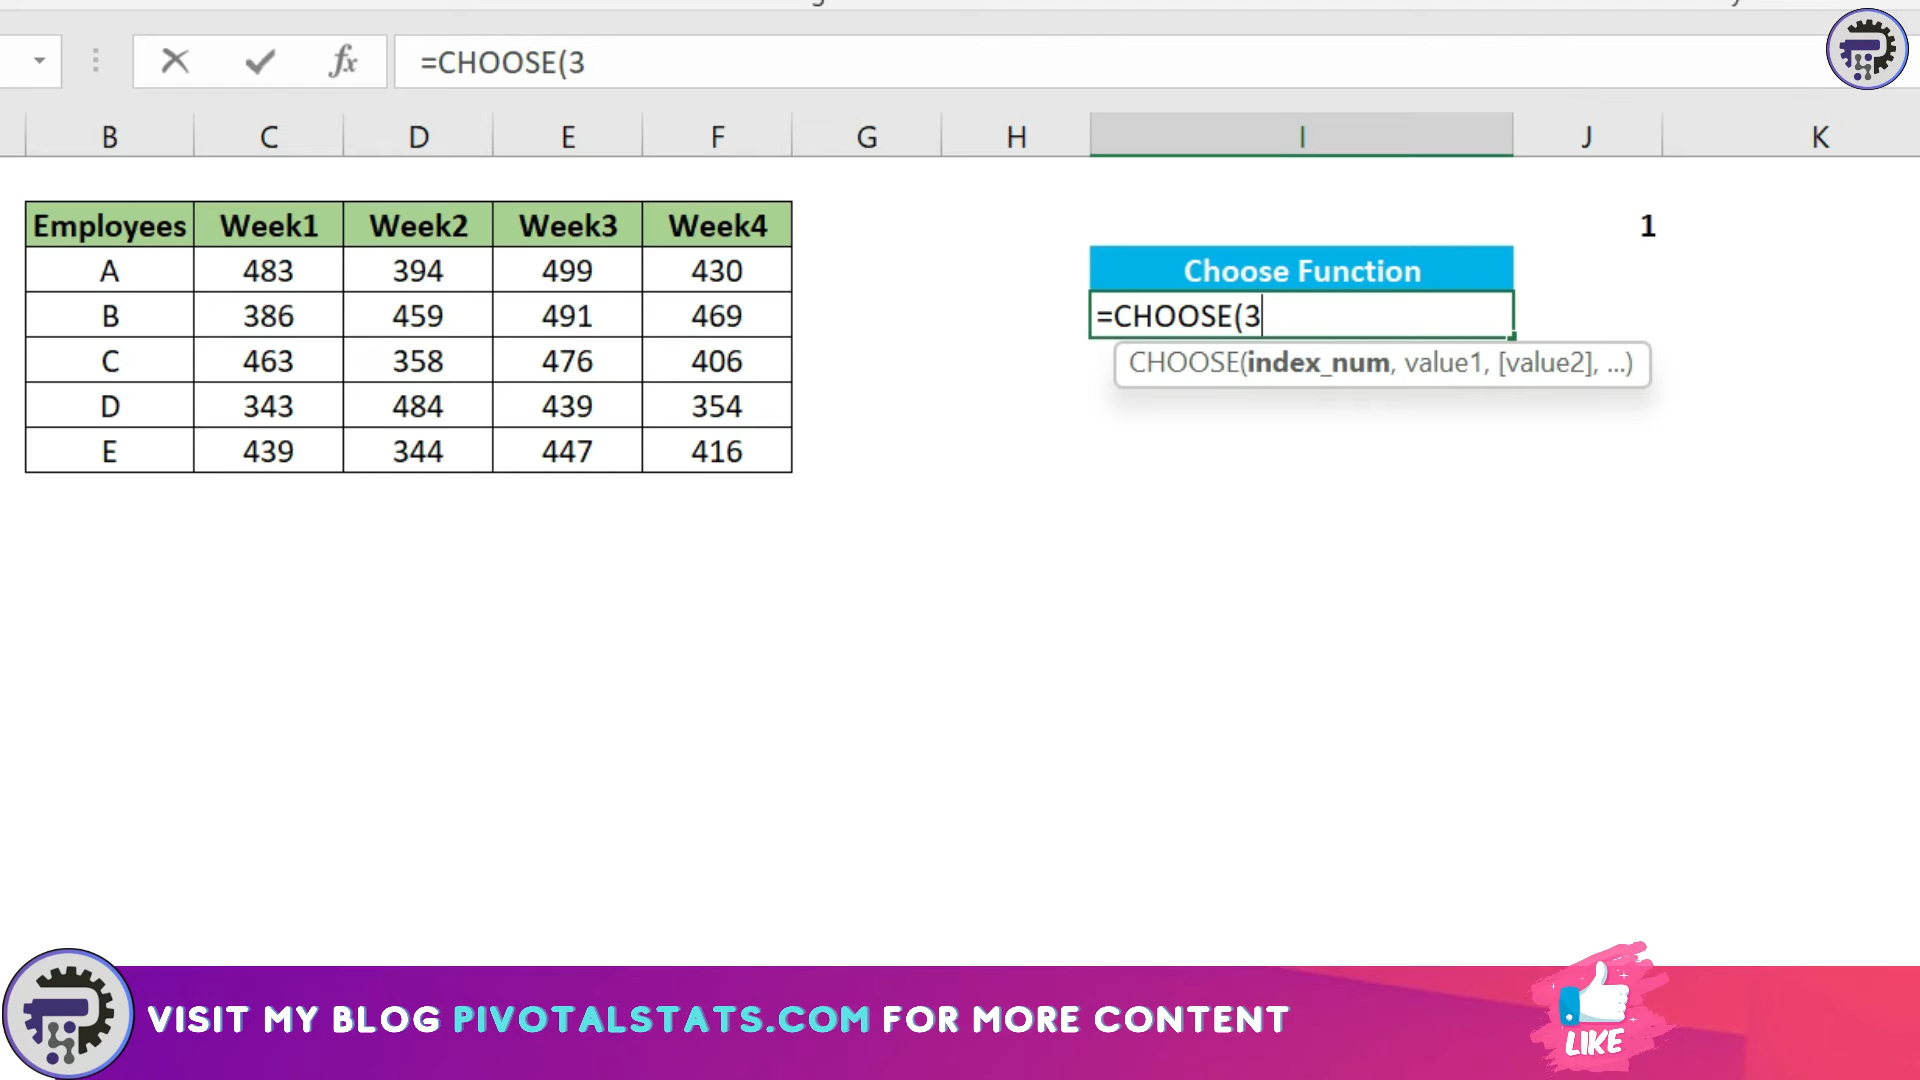 =CHOOSE(3
B C D E F G H I J K
Employees Week1 Week2 Week3 Week4 1
A 483 394 499 430 Choose Function
B 386 459 491 469 =CHOOSE(3
C 463 358 476 406 CHOOSE(index_num, value1, [value2], ...)
D 343 484 439 354
E 439 344 447 416
VISIT MY BLOG PIVOTALSTATS.COM FOR MORE CONTENT
LIKE